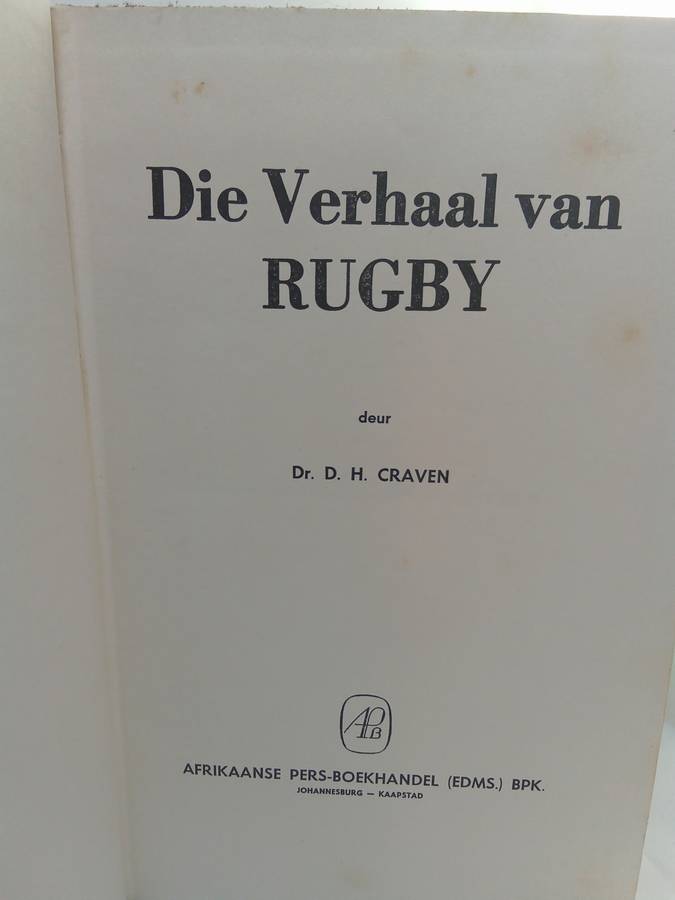 Die Verhaal van
RUGBY
deur
Dr. D. H. CRAVEN
APB
AFRIKAANSE PERS-BOEKHANDEL (EDMS.) BPK.
JOHANNESBURG — KAAPSTAD